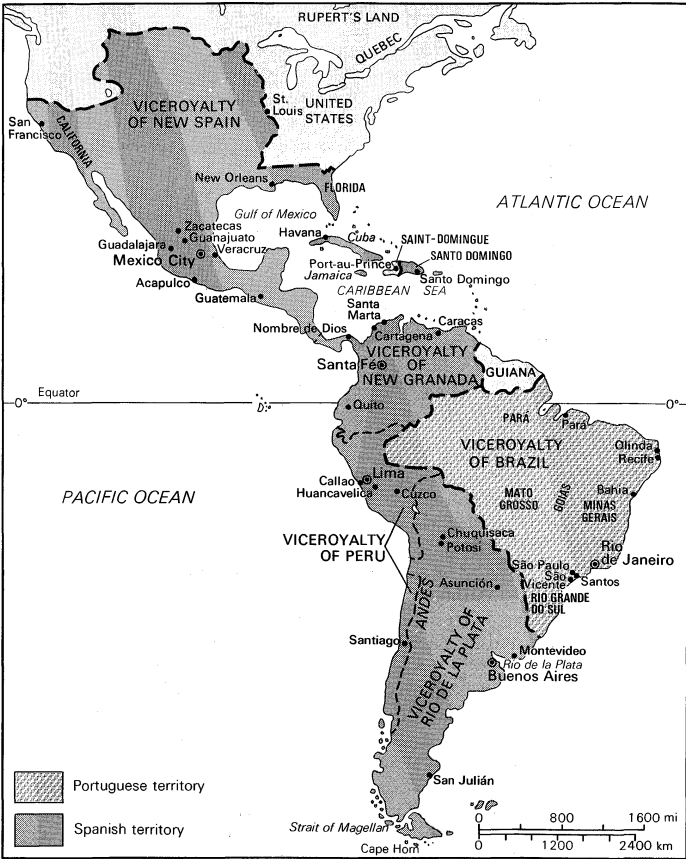 RUPERT'S LAND
QUEBEC
VICEROYALTY
OF NEW SPAIN
St.
Louis
UNITED
STATES
San
Francisco
CALIFORNIA
New Orleans
FLORIDA
ATLANTIC OCEAN
Gulf of Mexico
Zacatecas
Guanajuato
Guadalajara
Veracruz
Mexico City
Havana
Cuba
SAINT-DOMINGUE
SANTO DOMINGO
Port-au-Prince
Jamaica
Santo Domingo
Acapulco
Guatemala
CARIBBEAN SEA
Santa
Marta
Nombre de Dios
Cartagena
Caracas
Santa Fé
VICEROYALTY
OF
NEW GRANADA
GUIANA
0°
Equator
0°
Quito
PARÁ
Pará
VICEROYALTY
OF BRAZIL
Olinda
Recife
Lima
Callao
Huancavelica
Cúzco
MATO
GROSSO
GOIAS
Bahia
MINAS
GERAIS
PACIFIC OCEAN
VICEROYALTY
OF PERU
Chuquisaca
Potosí
Rio
de Janeiro
São Paulo
São
Vicente
Santos
Asunción
RIO GRANDE
DO SUL
ANDES
VICEROYALTY OF
RIO DE LA PLATA
Santiago
Montevideo
Rio de la Plata
Buenos Aires
San Julián
Portuguese territory
Spanish territory
Strait of Magellan
Cape Horn
0 800 1600 mi
0 1200 2400 km